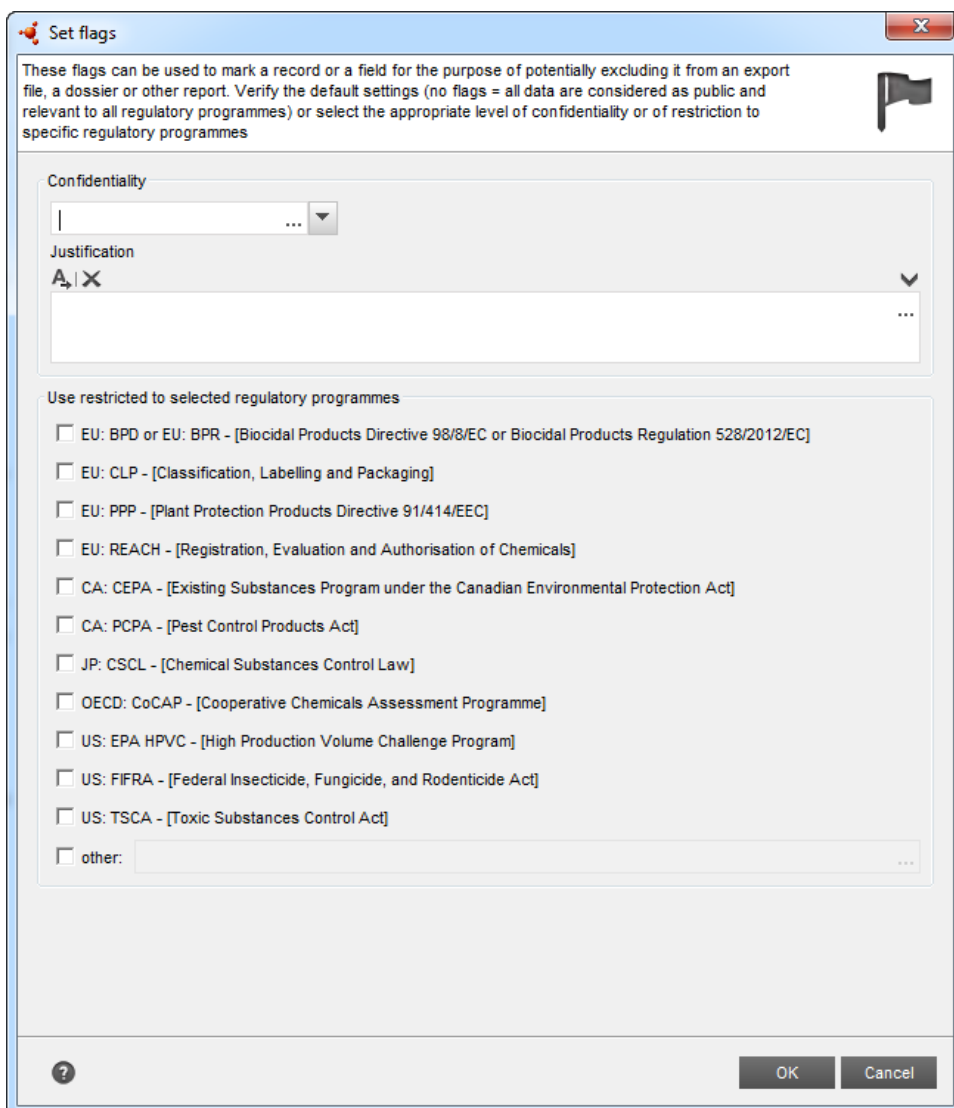 Set flags
These flags can be used to mark a record or a field for the purpose of potentially excluding it from an export
file, a dossier or other report. Verify the default settings (no flags = all data are considered as public and
relevant to all regulatory programmes) or select the appropriate level of confidentiality or of restriction to
specific regulatory programmes
Confidentiality
...
Justification
A
...
Use restricted to selected regulatory programmes
EU: BPD or EU: BPR - [Biocidal Products Directive 98/8/EC or Biocidal Products Regulation 528/2012/EC]
EU: CLP - [Classification, Labelling and Packaging]
EU: PPP - [Plant Protection Products Directive 91/414/EEC]
EU: REACH - [Registration, Evaluation and Authorisation of Chemicals]
CA: CEPA - [Existing Substances Program under the Canadian Environmental Protection Act]
CA: PCPA - [Pest Control Products Act]
JP: CSCL - [Chemical Substances Control Law]
OECD: CoCAP - [Cooperative Chemicals Assessment Programme]
US: EPA HPVC - [High Production Volume Challenge Program]
US: FIFRA - [Federal Insecticide, Fungicide, and Rodenticide Act]
US: TSCA - [Toxic Substances Control Act]
other: ...
? OK Cancel